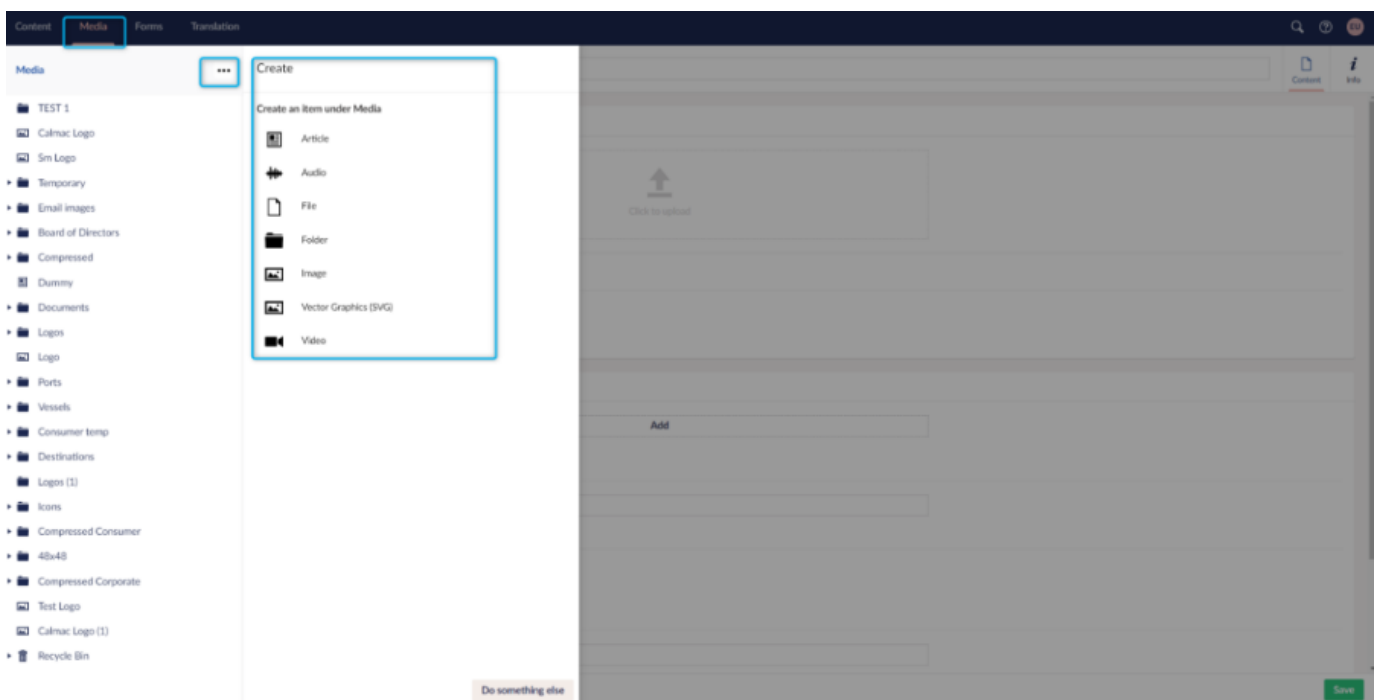 Content Media Forms Translation EU
Media ••• Create
Content Info
TEST 1
Calmac Logo
Sm Logo
Temporary
Email images
Board of Directors
Compressed
Dummy
Documents
Logos
Logo
Ports
Vessels
Consumer temp
Destinations
Logos (1)
Icons
Compressed Consumer
48x48
Compressed Corporate
Test Logo
Calmac Logo (1)
Recycle Bin
Create an item under Media
Article
Audio
File
Folder
Image
Vector Graphics (SVG)
Video
Do something else
Click to upload
Add
Save